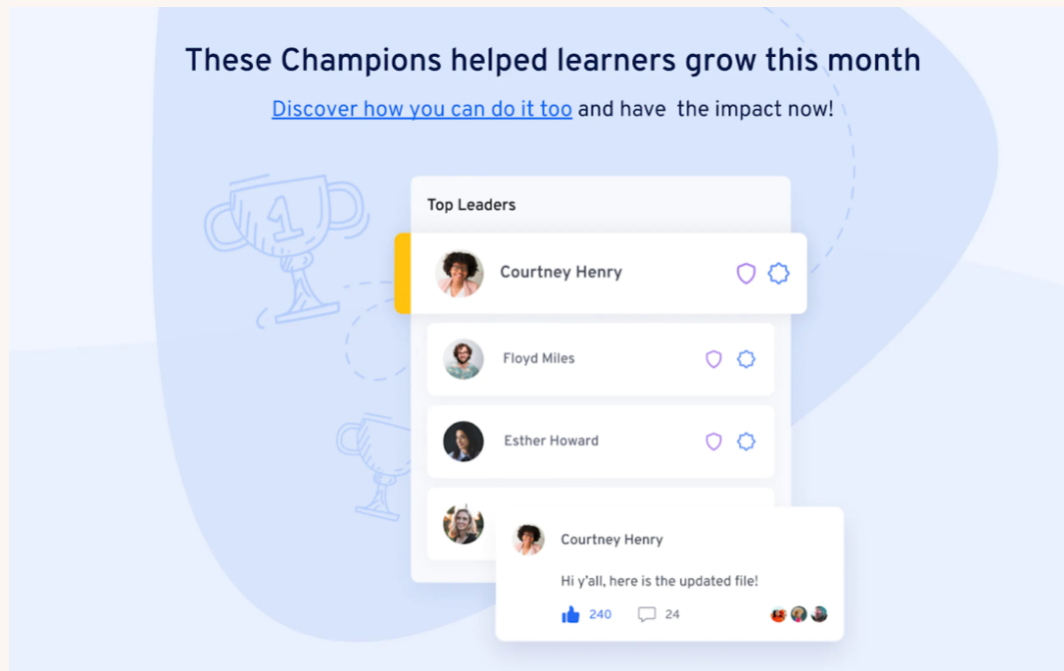 These Champions helped learners grow this month
Discover how you can do it too and have the impact now!
1
Top Leaders
Courtney Henry
Floyd Miles
Esther Howard
Courtney Henry
Hi y'all, here is the updated file!
240 24